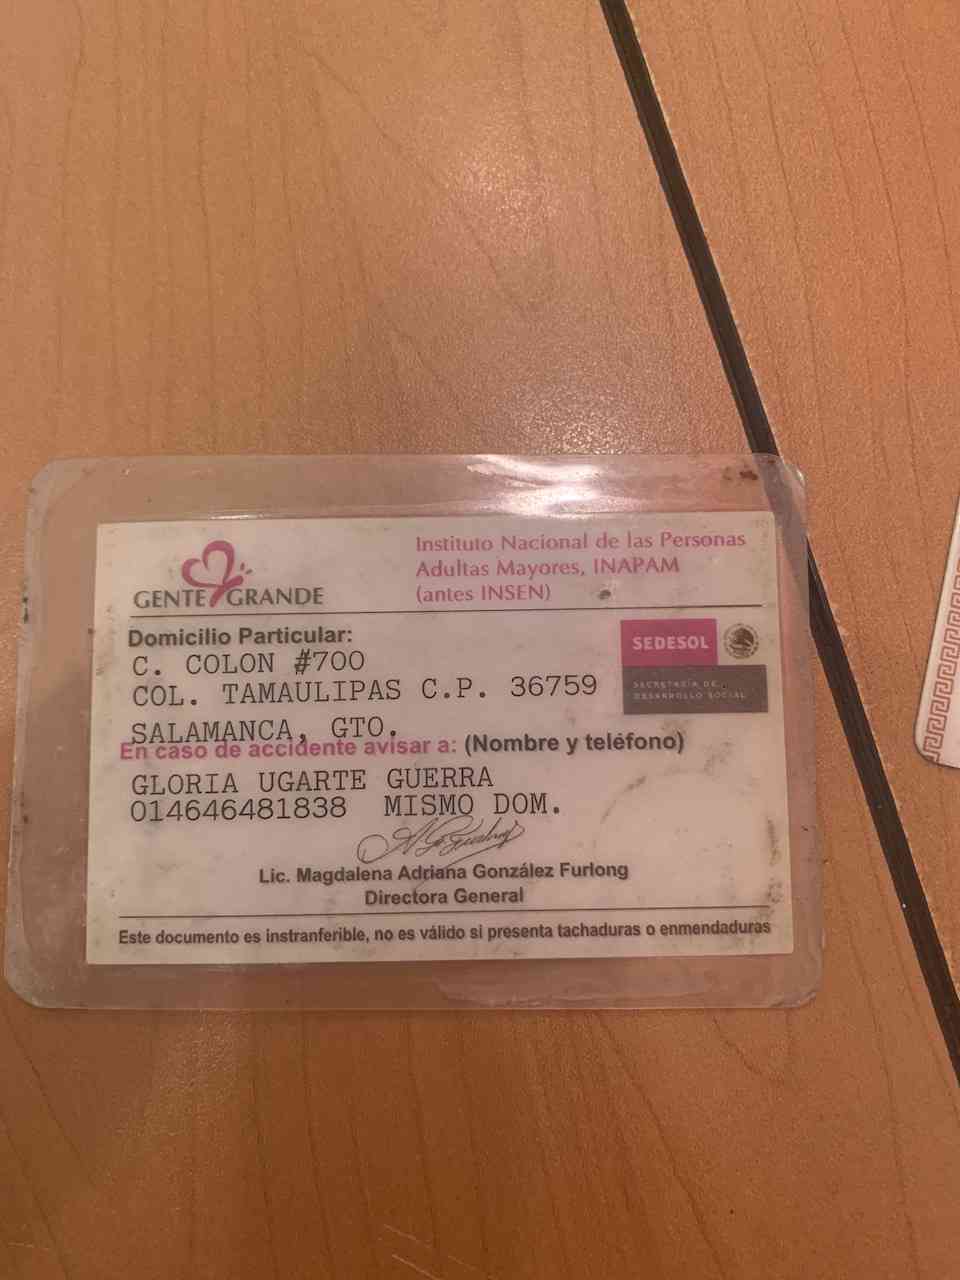 GENTE GRANDE
Instituto Nacional de las Personas
Adultas Mayores, INAPAM
(antes INSEN)
Domicilio Particular:
C. COLON #700
COL. TAMAULIPAS C.P. 36759
SALAMANCA, GTO.
SEDESOL
SECRETARÍA DE
DESARROLLO SOCIAL
En caso de accidente avisar a: (Nombre y teléfono)
GLORIA UGARTE GUERRA
014646481838 MISMO DOM.
Lic. Magdalena Adriana González Furlong
Directora General
Este documento es instranferible, no es válido si presenta tachaduras o enmendaduras